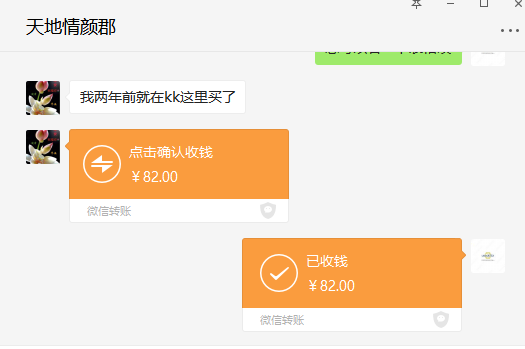 天地情颜郡
我两年前就在kk这里买了
点击确认收钱
￥82.00
微信转账
已收钱
￥82.00
微信转账